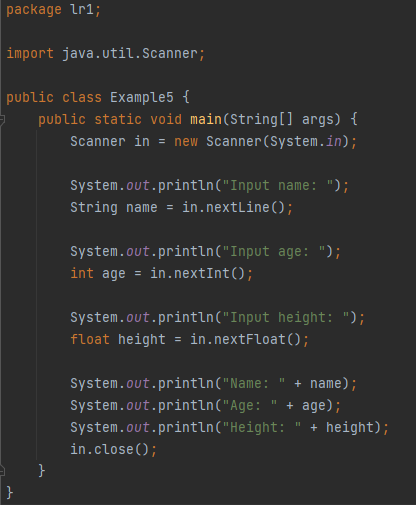 package lr1;
import java.util.Scanner;
public class Example5 {
    public static void main(String[] args) {
        Scanner in = new Scanner(System.in);
        System.out.println("Input name: ");
        String name = in.nextLine();
        System.out.println("Input age: ");
        int age = in.nextInt();
        System.out.println("Input height: ");
        float height = in.nextFloat();
        System.out.println("Name: " + name);
        System.out.println("Age: " + age);
        System.out.println("Height: " + height);
        in.close();
    }
}